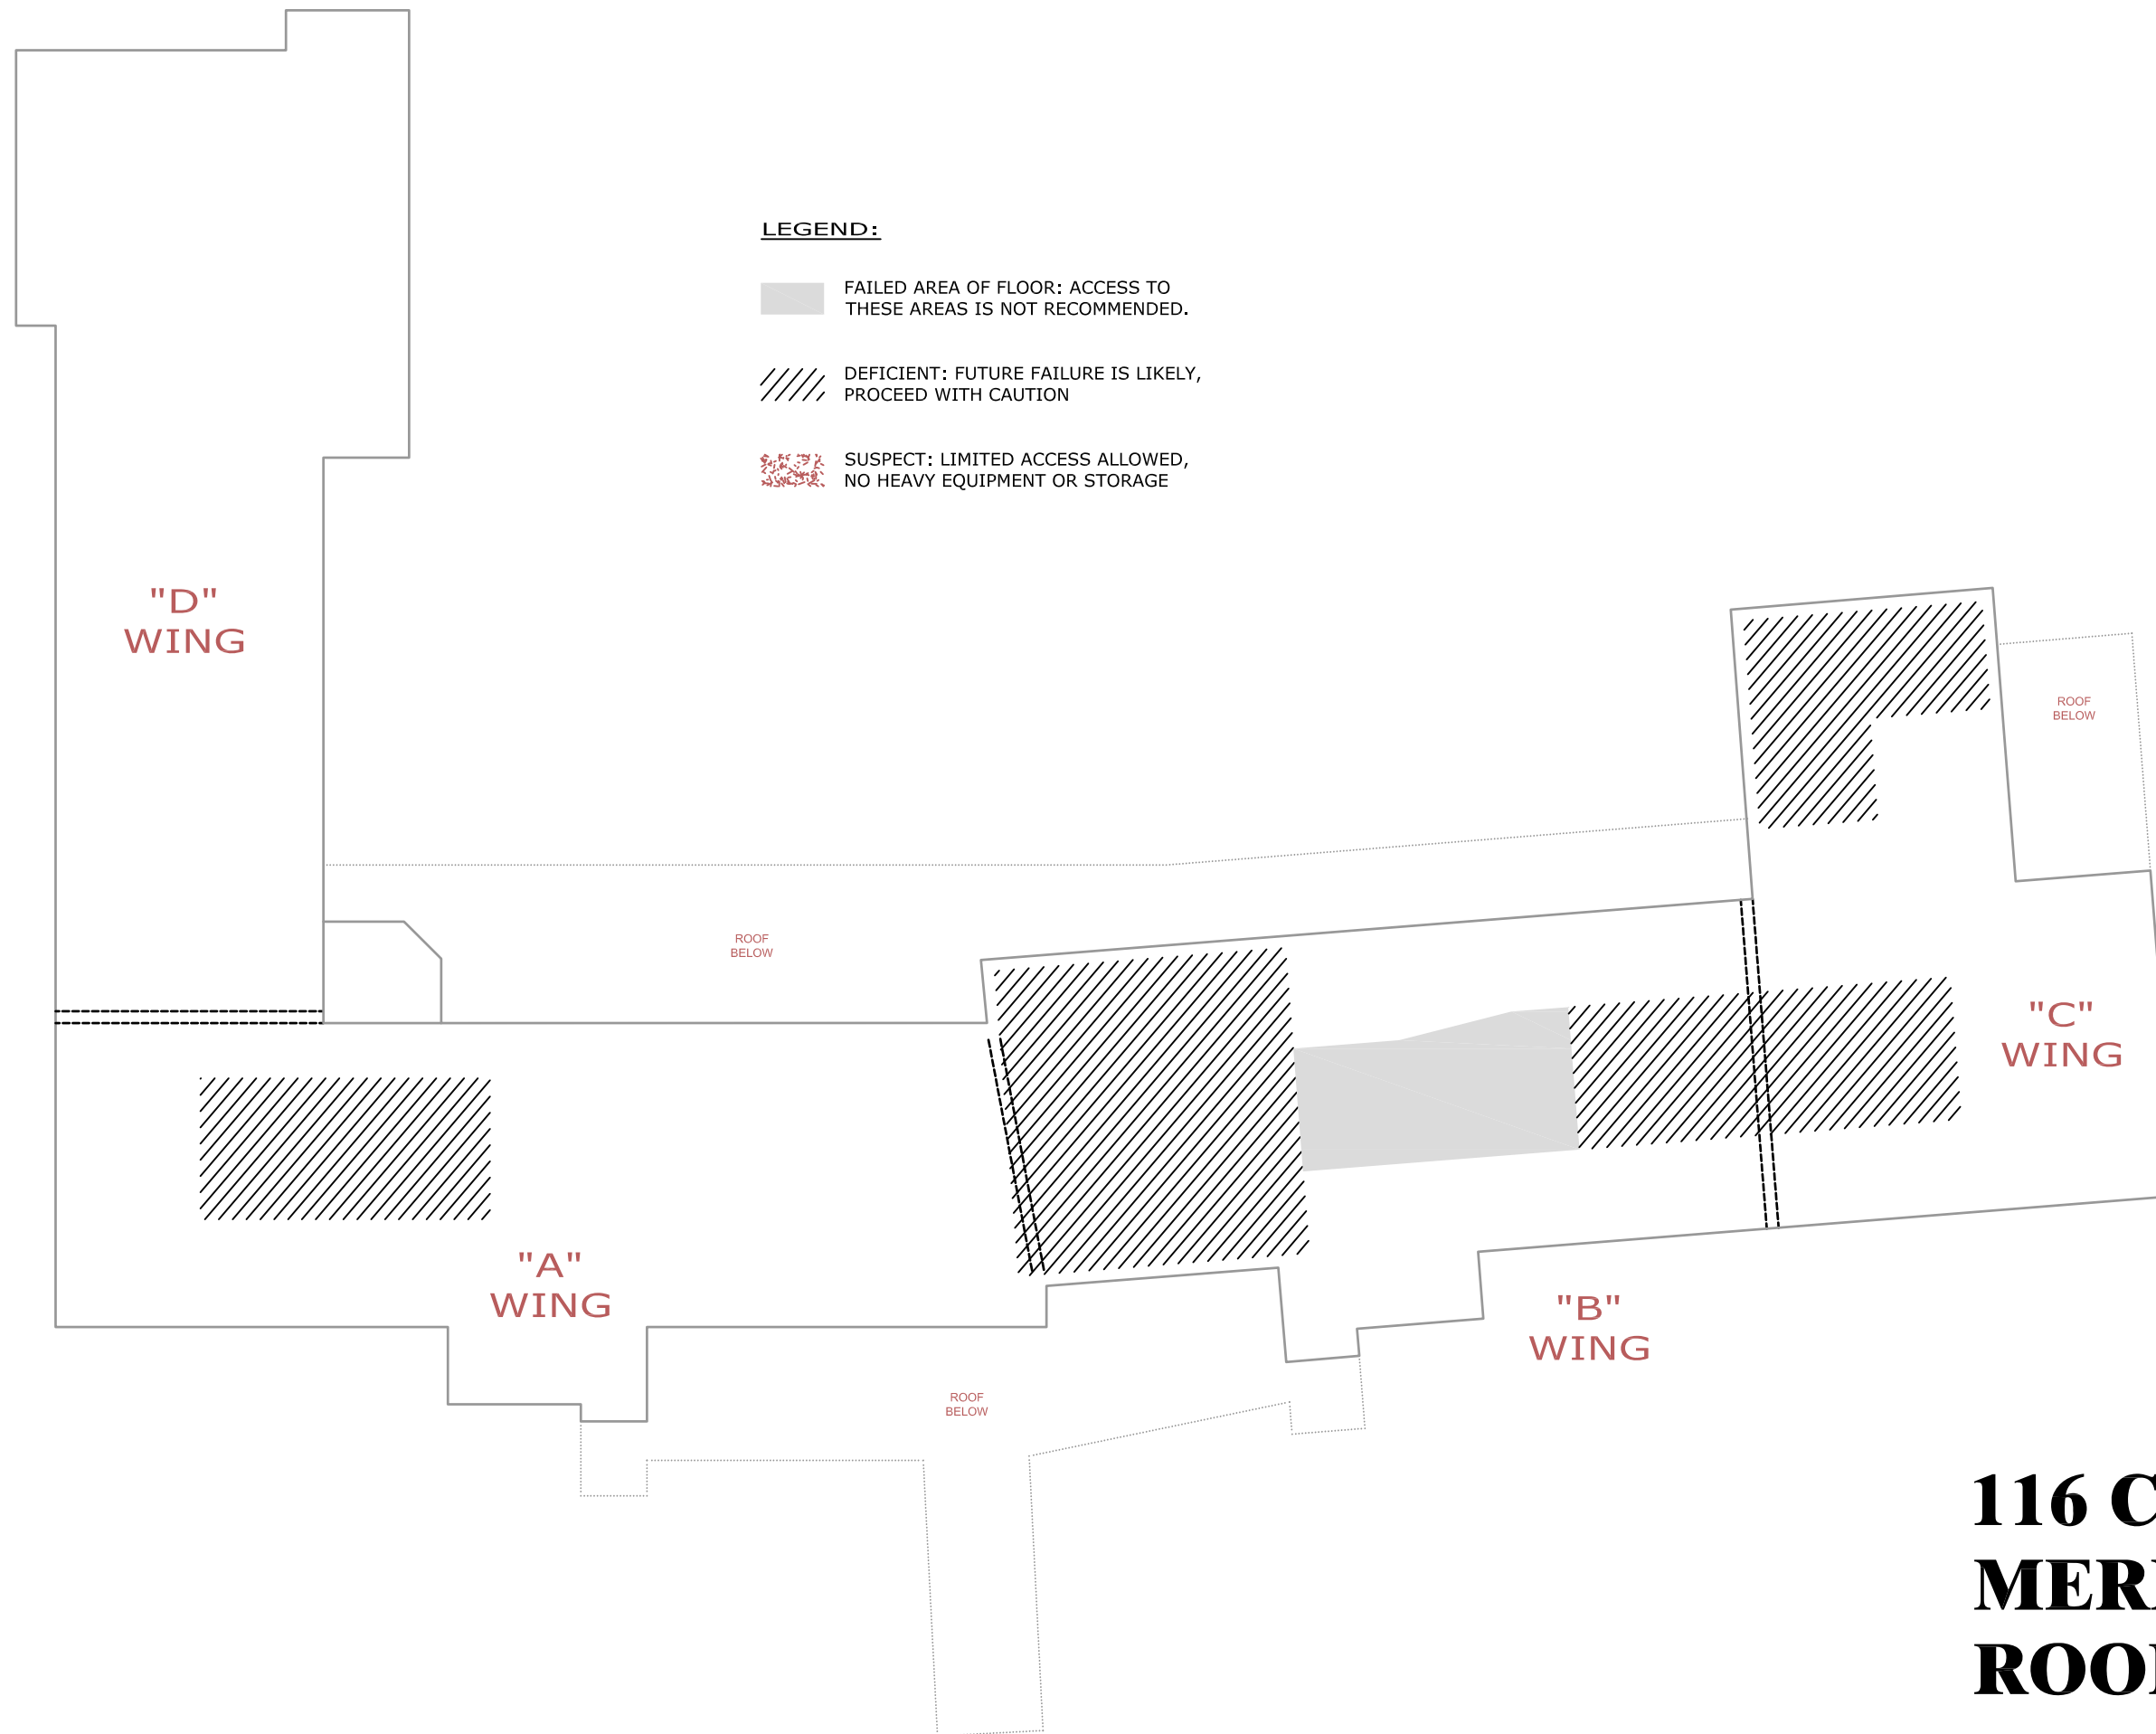 LEGEND:
FAILED AREA OF FLOOR: ACCESS TO
THESE AREAS IS NOT RECOMMENDED.
DEFICIENT: FUTURE FAILURE IS LIKELY,
PROCEED WITH CAUTION
SUSPECT: LIMITED ACCESS ALLOWED,
NO HEAVY EQUIPMENT OR STORAGE
"D"
WING
ROOF
BELOW
ROOF
BELOW
"C"
WING
"A"
WING
"B"
WING
ROOF
BELOW
116 C
MER
ROO